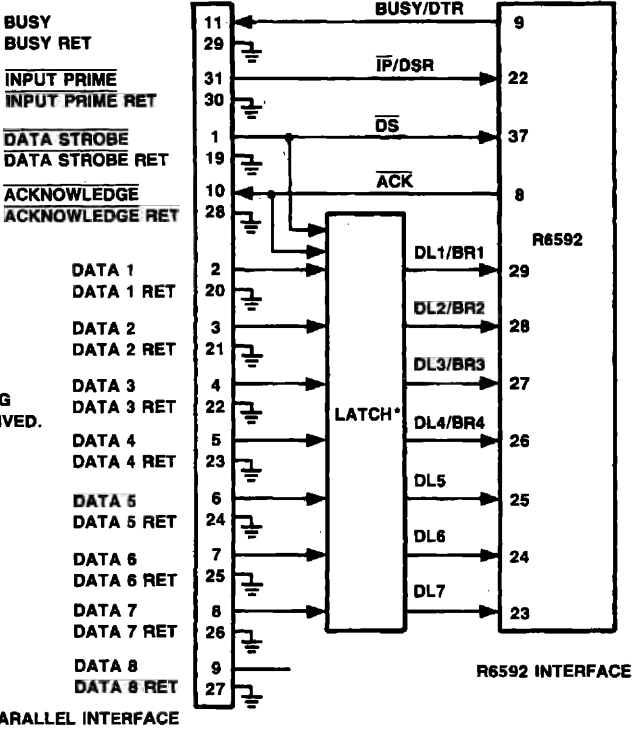 BUSY/DTR
BUSY 11 9
BUSY RET 29
IP/DSR
INPUT PRIME 31 22
INPUT PRIME RET 30
DS
DATA STROBE 1 37
DATA STROBE RET 19
ACK
ACKNOWLEDGE 10 8
ACKNOWLEDGE RET 28
R6592
DL1/BR1
DATA 1 2 29
DATA 1 RET 20
DL2/BR2
DATA 2 3 28
DATA 2 RET 21
DL3/BR3
DATA 3 4 27
G
DATA 3 RET 22
IVED.
LATCH*
DL4/BR4
DATA 4 5 26
DATA 4 RET 23
DL5
DATA 5 6 25
DATA 5 RET 24
DL6
DATA 6 7 24
DATA 6 RET 25
DL7
DATA 7 8 23
DATA 7 RET 26
DATA 8 9
R6592 INTERFACE
DATA 8 RET 27
ARALLEL INTERFACE